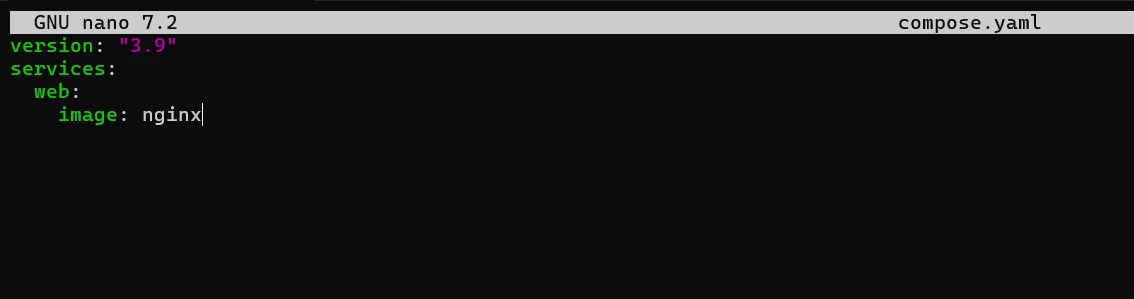 GNU nano 7.2 compose.yaml
version: "3.9"
services:
  web:
    image: nginx